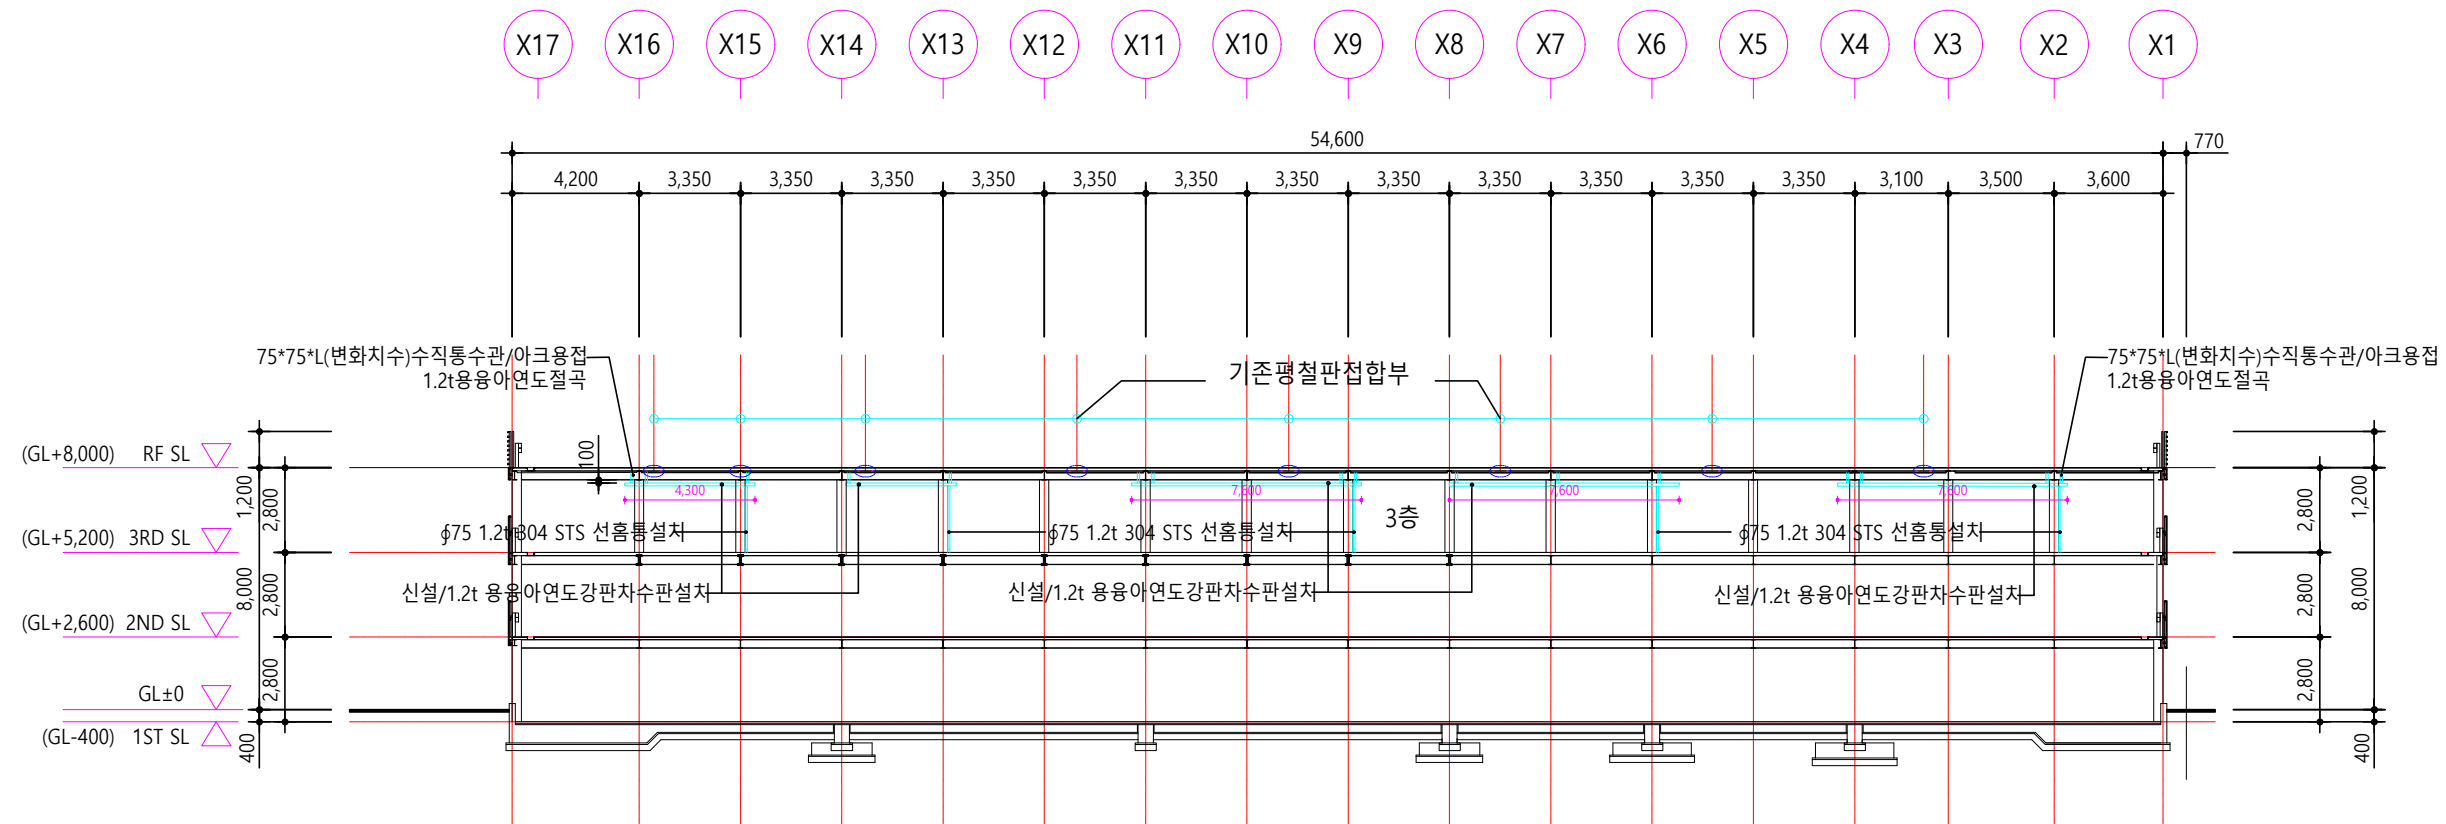 X17 X16 X15 X14 X13 X12 X11 X10 X9 X8 X7 X6 X5 X4 X3 X2 X1
54,600 770
4,200 3,350 3,350 3,350 3,350 3,350 3,350 3,350 3,350 3,350 3,350 3,350 3,350 3,100 3,500 3,600
75*75*L(변화치수)수직통수관/아크용접
1.2t용융아연도절곡
기존평철판접합부
75*75*L(변화치수)수직통수관/아크용접
1.2t용융아연도절곡
(GL+8,000) RF SL
100
1,200
2,800
4,300 7,600 7,600 7,600
2,800
1,200
3층
(GL+5,200) 3RD SL
∮75 1.2t 304 STS 선홈통설치
∮75 1.2t 304 STS 선홈통설치
∮75 1.2t 304 STS 선홈통설치
8,000
2,800
신설/1.2t 용융아연도강판차수판설치
신설/1.2t 용융아연도강판차수판설치
신설/1.2t 용융아연도강판차수판설치
2,800
8,000
(GL+2,600) 2ND SL
2,800
2,800
GL±0
(GL-400) 1ST SL
400
400